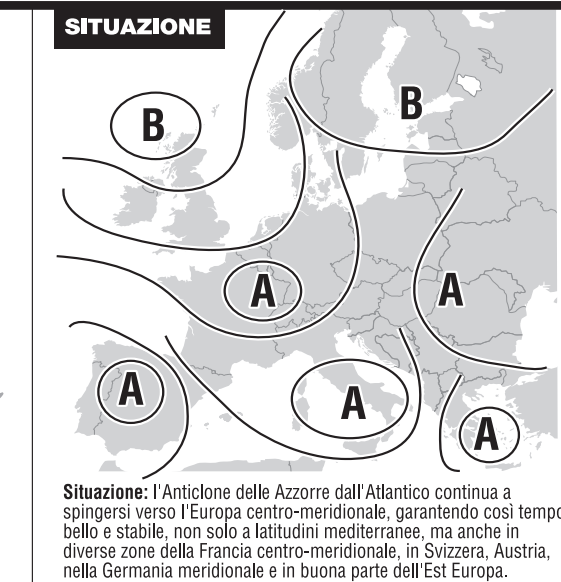 SITUAZIONE
B
B
A
A
A
A
A
Situazione: l'Anticlone delle Azzorre dall'Atlantico continua a
spingersi verso l'Europa centro-meridionale, garantendo così tempo
bello e stabile, non solo a latitudini mediterranee, ma anche in
diverse zone della Francia centro-meridionale, in Svizzera, Austria,
nella Germania meridionale e in buona parte dell'Est Europa.